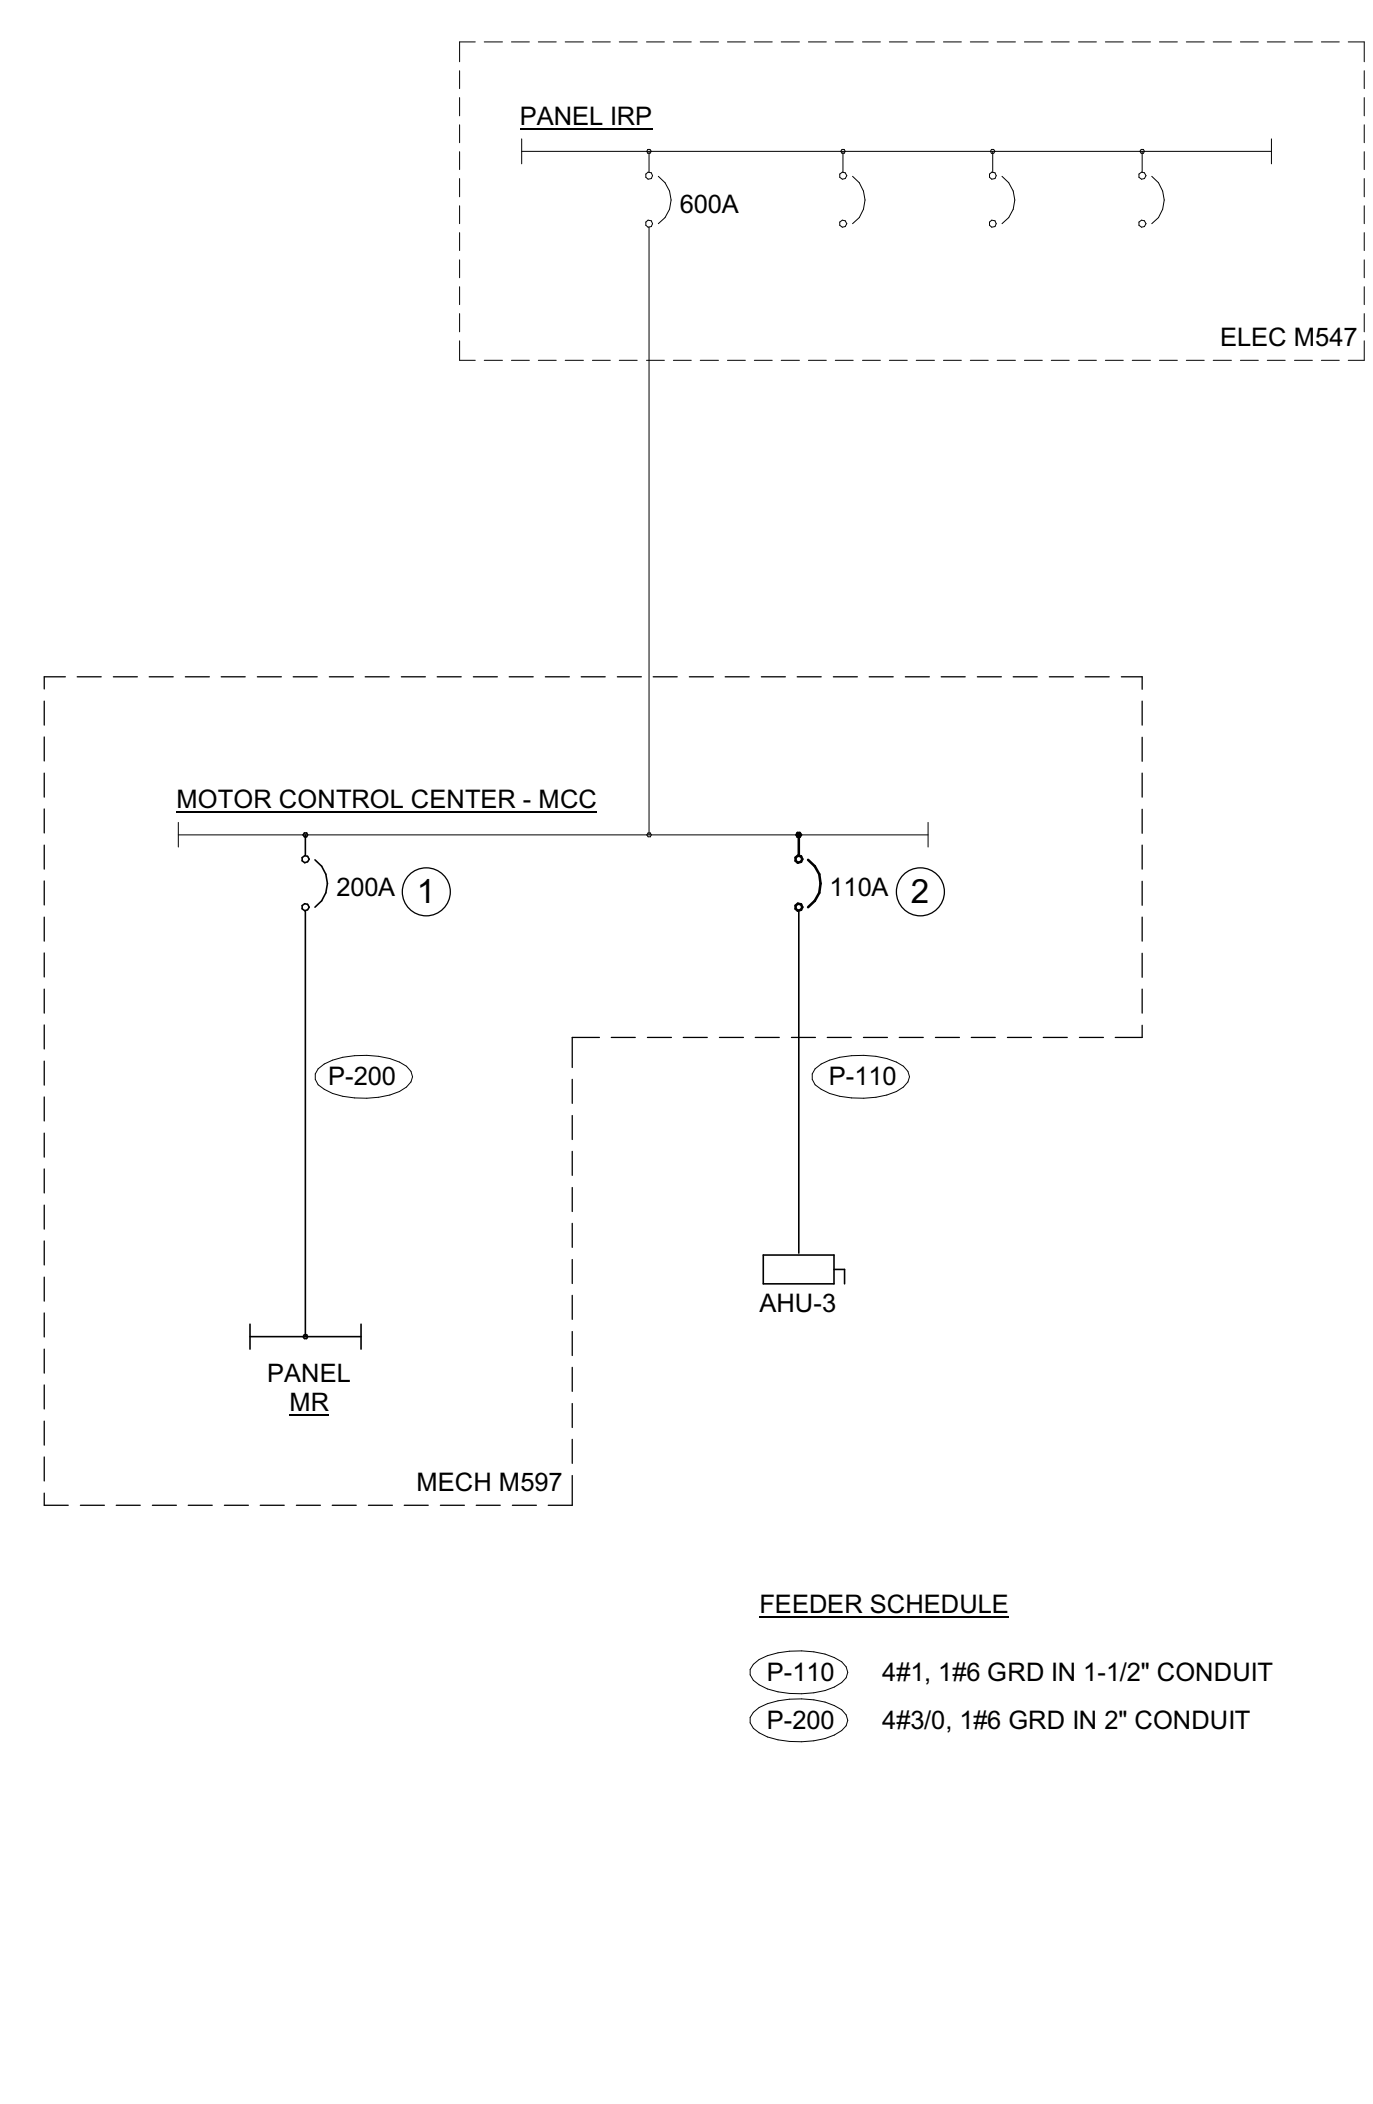 PANEL IRP
600A
ELEC M547
MOTOR CONTROL CENTER - MCC
200A 1
110A 2
P-200
P-110
AHU-3
PANEL
MR
MECH M597
FEEDER SCHEDULE
P-110 4#1, 1#6 GRD IN 1-1/2" CONDUIT
P-200 4#3/0, 1#6 GRD IN 2" CONDUIT